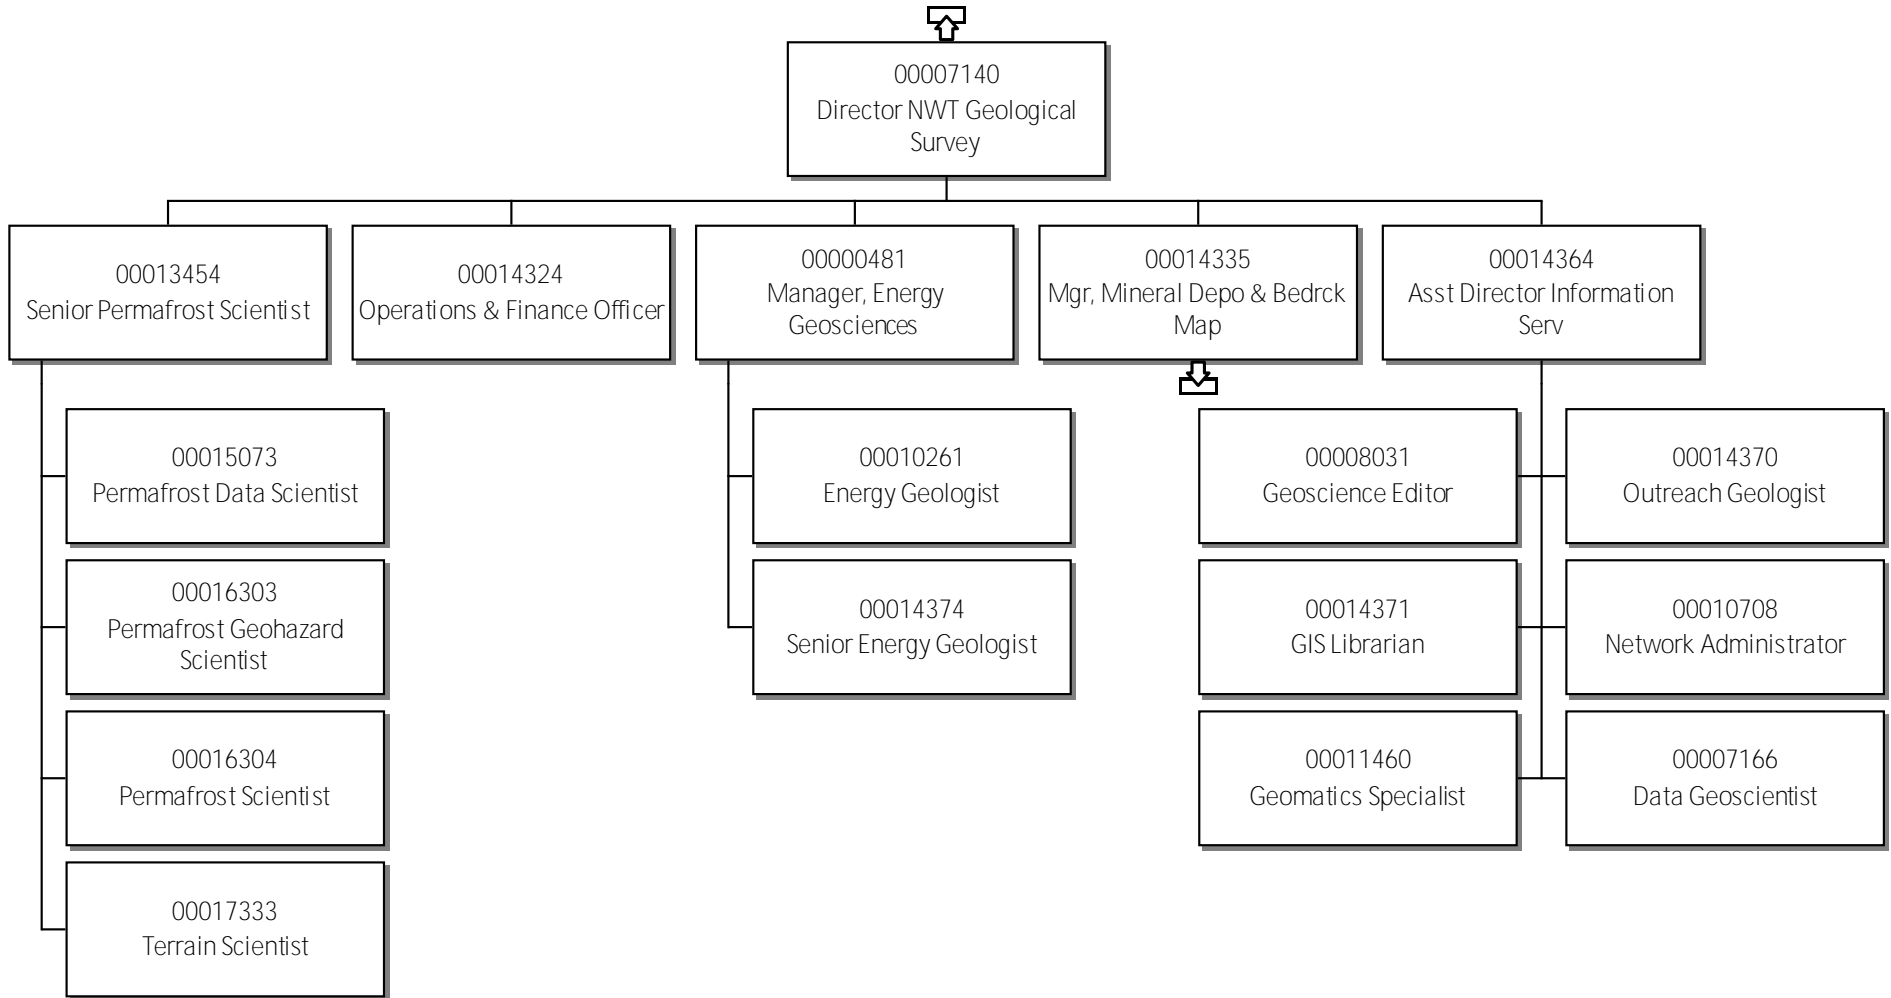 00007140
Director NWT Geological
Survey
00013454
Senior Permafrost Scientist
00014324
Operations & Finance Officer
00000481
Manager, Energy
Geosciences
00014335
Mgr, Mineral Depo & Bedrck
Map
00014364
Asst Director Information
Serv
00015073
Permafrost Data Scientist
00016303
Permafrost Geohazard
Scientist
00016304
Permafrost Scientist
00017333
Terrain Scientist
00010261
Energy Geologist
00014374
Senior Energy Geologist
00008031
Geoscience Editor
00014370
Outreach Geologist
00014371
GIS Librarian
00010708
Network Administrator
00011460
Geomatics Specialist
00007166
Data Geoscientist